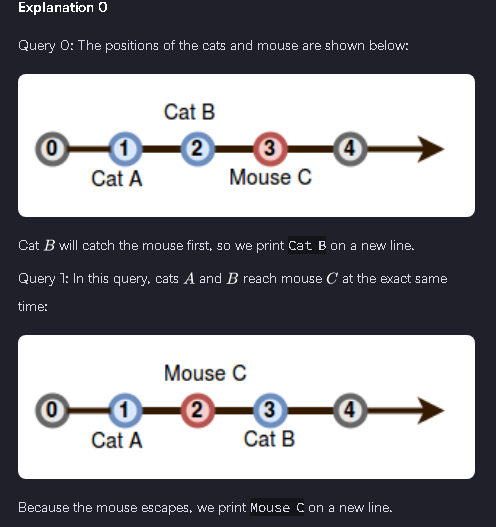 Explanation 0
Query 0: The positions of the cats and mouse are shown below:
Cat B
0 1 2 3 4
Cat A Mouse C
Cat B will catch the mouse first, so we print Cat B on a new line.
Query 1: In this query, cats A and B reach mouse C at the exact same
time:
Mouse C
0 1 2 3 4
Cat A Cat B
Because the mouse escapes, we print Mouse C on a new line.